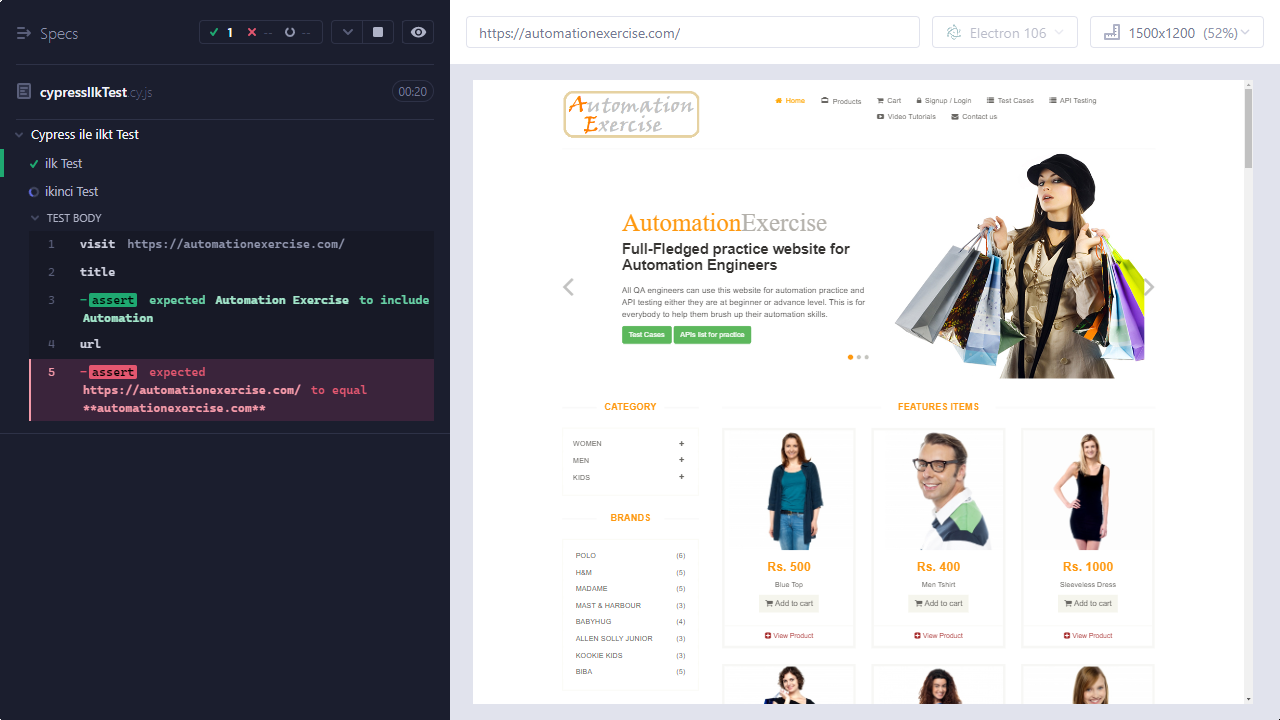 Specs
1
--
--
cypressIlkTest.cy.js
00:20
Cypress ile ilkt Test
ilk Test
ikinci Test
TEST BODY
1 visit https://automationexercise.com/
2 title
3 -assert expected Automation Exercise to include
Automation
4 url
5 -assert expected
https://automationexercise.com/ to equal
**automationexercise.com**
https://automationexercise.com/
Electron 106
1500x1200 (52%)
Automation
Exercise
Home Products Cart Signup / Login Test Cases API Testing
Video Tutorials Contact us
AutomationExercise
Full-Fledged practice website for
Automation Engineers
All QA engineers can use this website for automation practice and
API testing either they are at beginner or advance level. This is for
everybody to help them brush up their automation skills.
Test Cases APIs list for practice
CATEGORY
WOMEN +
MEN +
KIDS +
BRANDS
POLO (6)
H&M (5)
MADAME (5)
MAST & HARBOUR (3)
BABYHUG (4)
ALLEN SOLLY JUNIOR (3)
KOOKIE KIDS (3)
BIBA (5)
FEATURES ITEMS
Rs. 500
Blue Top
Add to cart
View Product
Rs. 400
Men Tshirt
Add to cart
View Product
Rs. 1000
Sleeveless Dress
Add to cart
View Product